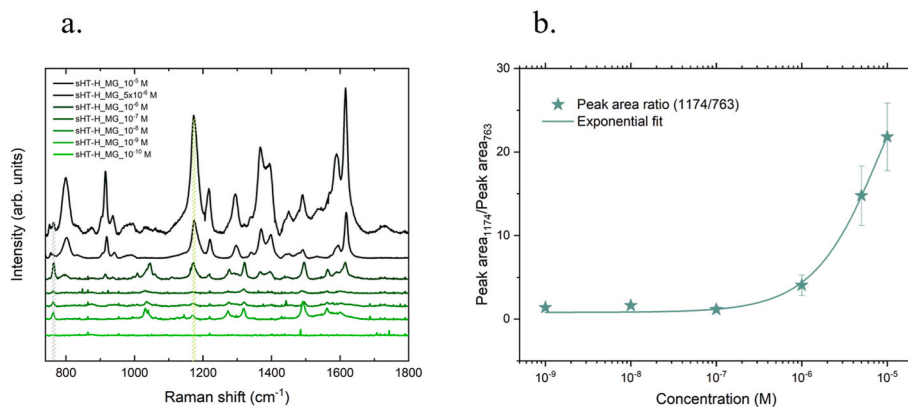 a.
sHT-H_MG_10⁻⁵ M
sHT-H_MG_5x10⁻⁶ M
sHT-H_MG_10⁻⁶ M
sHT-H_MG_10⁻⁷ M
sHT-H_MG_10⁻⁸ M
sHT-H_MG_10⁻⁹ M
sHT-H_MG_10⁻¹⁰ M
Intensity (arb. units)
800 1000 1200 1400 1600 1800
Raman shift (cm⁻¹)
b.
Peak area ratio (1174/763)
Exponential fit
Peak area₁₁₇₄/Peak area₇₆₃
30
20
10
0
10⁻⁹ 10⁻⁸ 10⁻⁷ 10⁻⁶ 10⁻⁵
Concentration (M)